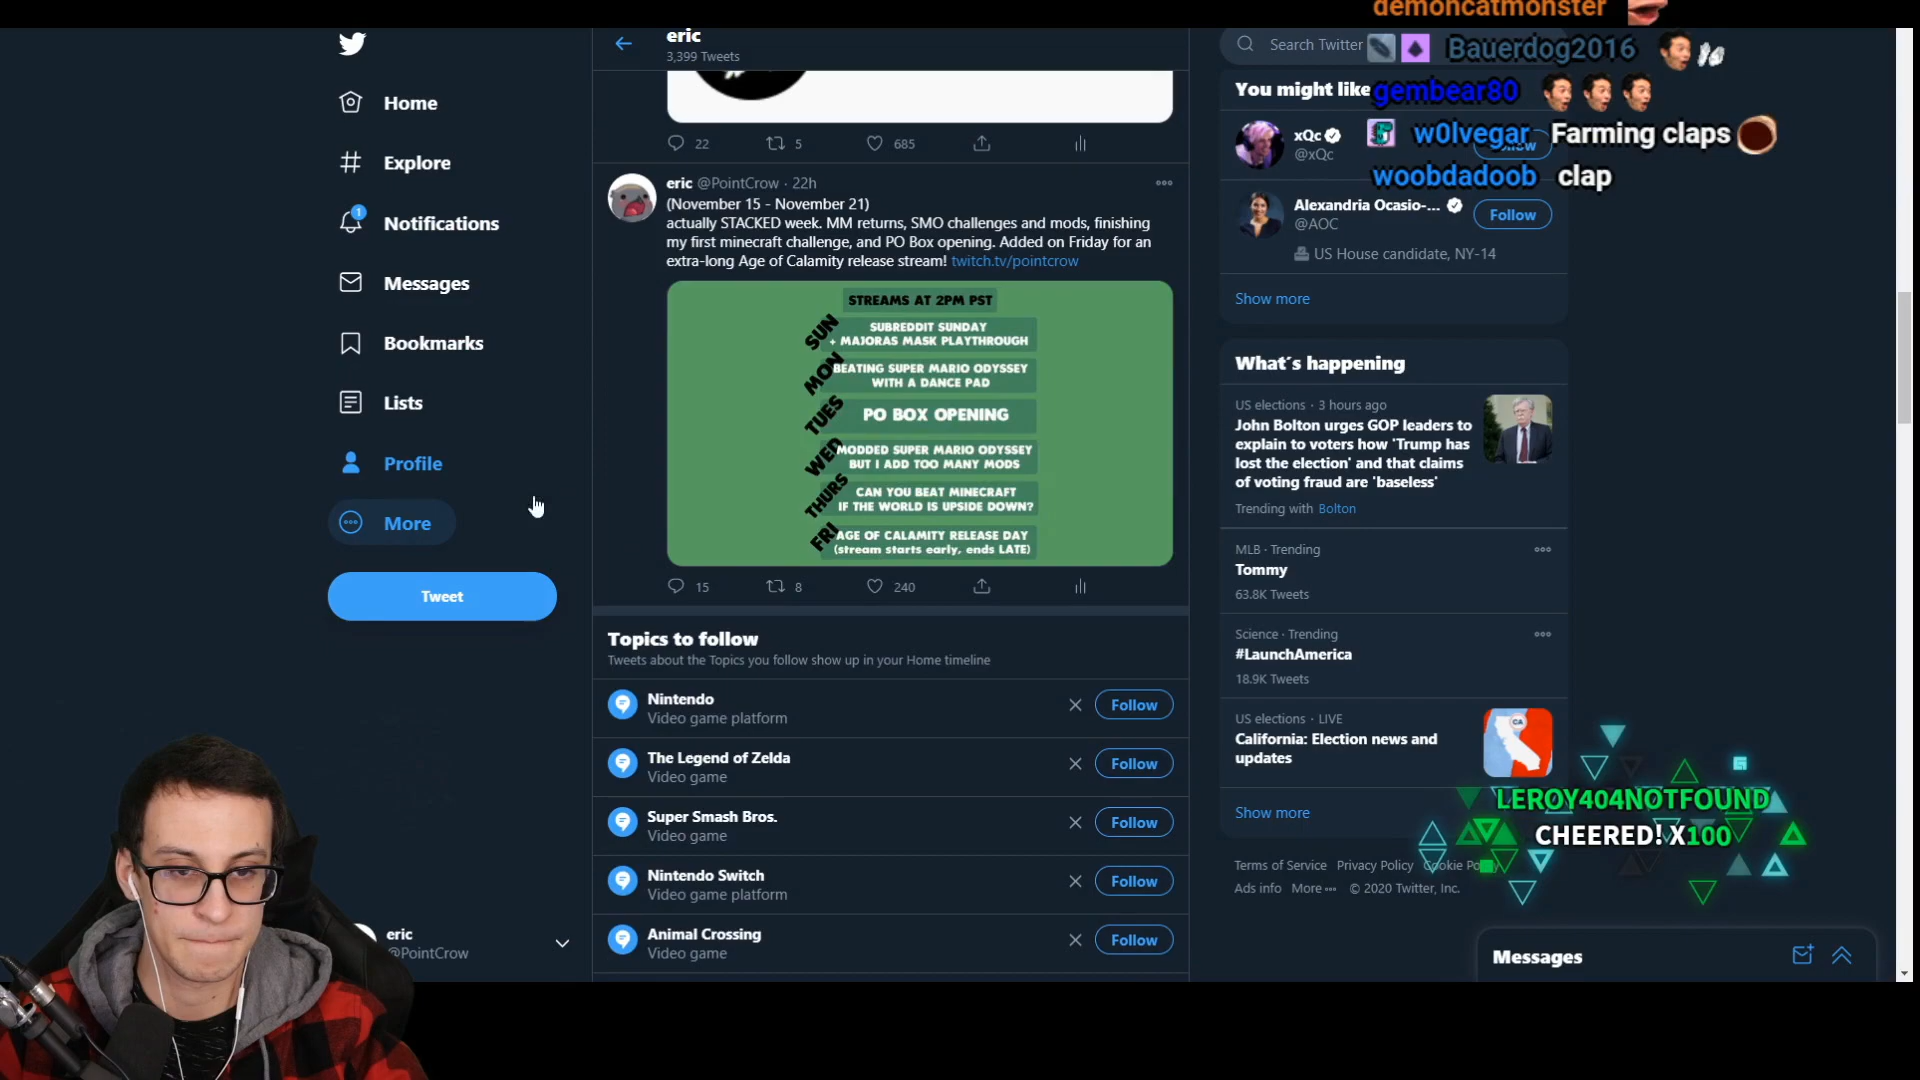 Home
Explore
1
Notifications
Messages
Bookmarks
Lists
Profile
More
Tweet
eric
@PointCrow
eric
3,399 Tweets
22
5
685
eric @PointCrow · 22h
(November 15 - November 21)
actually STACKED week. MM returns, SMO challenges and mods, finishing
my first minecraft challenge, and PO Box opening. Added on Friday for an
extra-long Age of Calamity release stream! twitch.tv/pointcrow
STREAMS AT 2PM PST
SUN
SUBREDDIT SUNDAY
+ MAJORAS MASK PLAYTHROUGH
MON
BEATING SUPER MARIO ODYSSEY
WITH A DANCE PAD
TUES
PO BOX OPENING
WED
MODDED SUPER MARIO ODYSSEY
BUT I ADD TOO MANY MODS
THURS
CAN YOU BEAT MINECRAFT
IF THE WORLD IS UPSIDE DOWN?
FRI
AGE OF CALAMITY RELEASE DAY
(stream starts early, ends LATE)
15
8
240
Topics to follow
Tweets about the Topics you follow show up in your Home timeline
Nintendo
Video game platform
Follow
The Legend of Zelda
Video game
Follow
Super Smash Bros.
Video game
Follow
Nintendo Switch
Video game platform
Follow
Animal Crossing
Video game
Follow
Search Twitter
You might like
xQc
@xQc
Alexandria Ocasio-...
@AOC
Follow
US House candidate, NY-14
Show more
What's happening
US elections · 3 hours ago
John Bolton urges GOP leaders to
explain to voters how 'Trump has
lost the election' and that claims
of voting fraud are 'baseless'
Trending with Bolton
MLB · Trending
Tommy
63.8K Tweets
Science · Trending
#LaunchAmerica
18.9K Tweets
US elections · LIVE
California: Election news and
updates
CA
Show more
Terms of Service Privacy Policy Cookie
Ads info More © 2020 Twitter, Inc.
Messages
demoncatmonster
Bauerdog2016
gembear80
w0lvegar Farming claps
woobdadoob clap
LEROY404NOTFOUND
CHEERED! X100